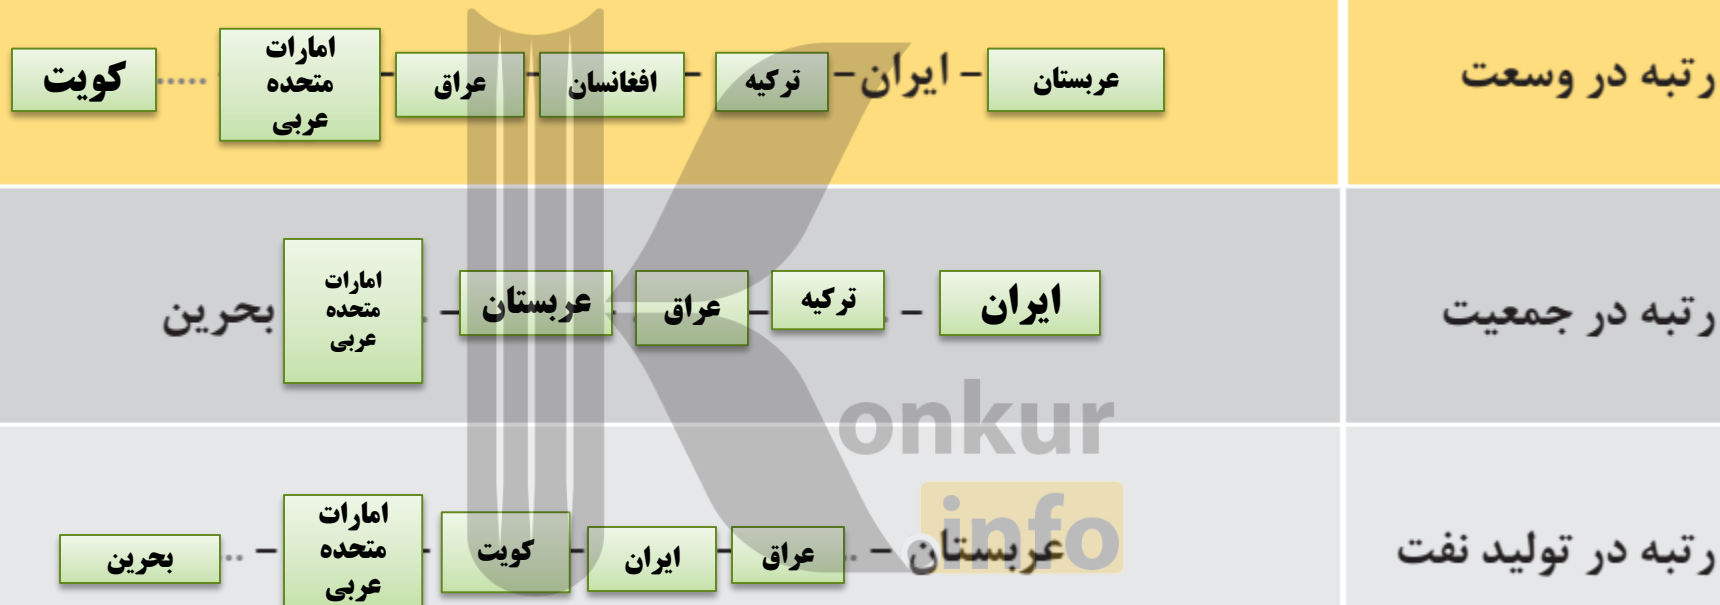 رتبه در وسعت
عربستان – ایران – ترکیه – افغانسان – عراق – امارات متحده عربی ..... کویت
رتبه در جمعیت
ایران – ترکیه – عراق – عربستان – امارات متحده عربی بحرین
رتبه در تولید نفت
عربستان – عراق – ایران – کویت – امارات متحده عربی – .. بحرین
Konkur
.info